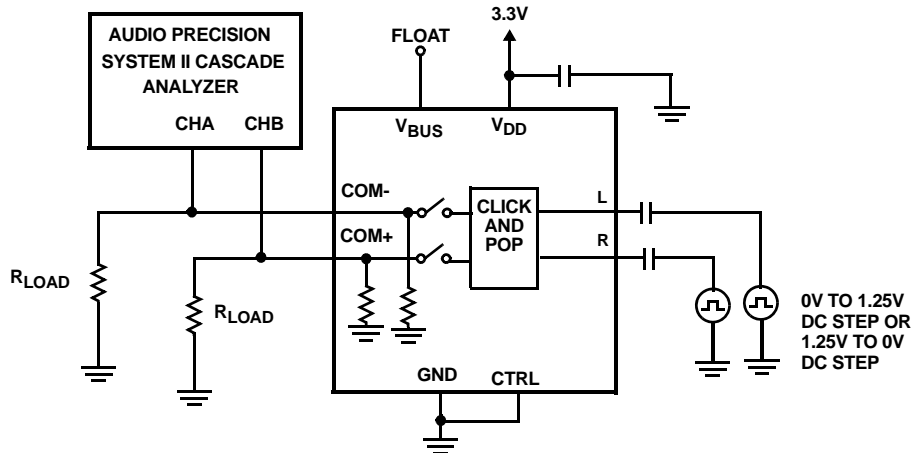 AUDIO PRECISION
SYSTEM II CASCADE
ANALYZER
CHA CHB
FLOAT
3.3V
VBUS VDD
COM-
COM+
CLICK
AND
POP
L
R
RLOAD
RLOAD
0V TO 1.25V
DC STEP OR
1.25V TO 0V
DC STEP
GND CTRL